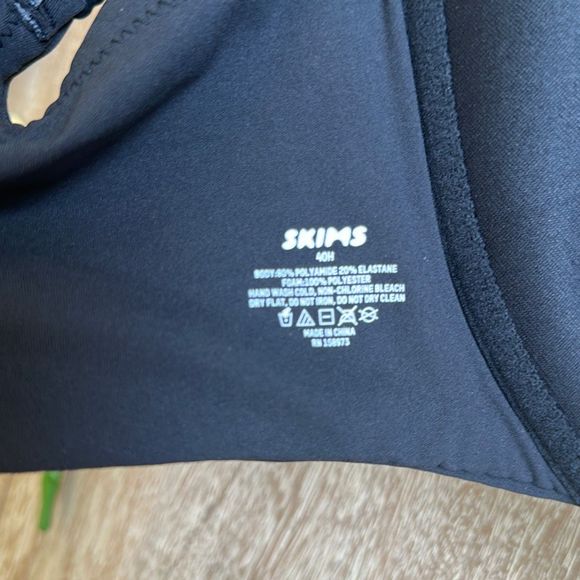 SKIMS
40H
BODY:80% POLYAMIDE 20% ELASTANE
FOAM:100% POLYESTER
HAND WASH COLD, NON-CHLORINE BLEACH
DRY FLAT, DO NOT IRON, DO NOT DRY CLEAN
MADE IN CHINA
RN 158973